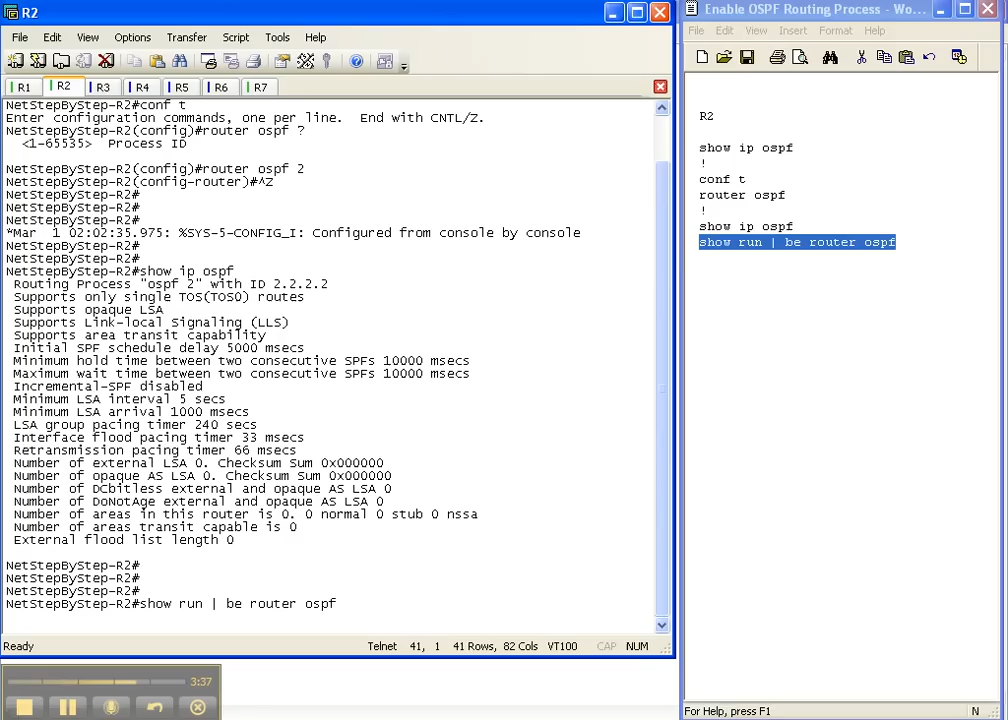 R2
File Edit View Options Transfer Script Tools Help
R1 R2 R3 R4 R5 R6 R7
NetStepByStep-R2#conf t
Enter configuration commands, one per line.  End with CNTL/Z.
NetStepByStep-R2(config)#router ospf ?
<1-65535>  Process ID
NetStepByStep-R2(config)#router ospf 2
NetStepByStep-R2(config-router)#^Z
NetStepByStep-R2#
NetStepByStep-R2#
NetStepByStep-R2#
*Mar  1 02:02:35.975: %SYS-5-CONFIG_I: Configured from console by console
NetStepByStep-R2#
NetStepByStep-R2#
NetStepByStep-R2#show ip ospf
Routing Process "ospf 2" with ID 2.2.2.2
Supports only single TOS(TOS0) routes
Supports opaque LSA
Supports Link-local Signaling (LLS)
Supports area transit capability
Initial SPF schedule delay 5000 msecs
Minimum hold time between two consecutive SPFs 10000 msecs
Maximum wait time between two consecutive SPFs 10000 msecs
Incremental-SPF disabled
Minimum LSA interval 5 secs
Minimum LSA arrival 1000 msecs
LSA group pacing timer 240 secs
Interface flood pacing timer 33 msecs
Retransmission pacing timer 66 msecs
Number of external LSA 0. Checksum Sum 0x000000
Number of opaque AS LSA 0. Checksum Sum 0x000000
Number of DCbitless external and opaque AS LSA 0
Number of DoNotAge external and opaque AS LSA 0
Number of areas in this router is 0. 0 normal 0 stub 0 nssa
Number of areas transit capable is 0
External flood list length 0
NetStepByStep-R2#
NetStepByStep-R2#
NetStepByStep-R2#
NetStepByStep-R2#show run | be router ospf
Ready Telnet 41, 1 41 Rows, 82 Cols VT100 CAP NUM
3:37
Enable OSPF Routing Process - Wo...
File Edit View Insert Format Help
R2
show ip ospf
!
conf t
router ospf
!
show ip ospf
show run | be router ospf
For Help, press F1 N